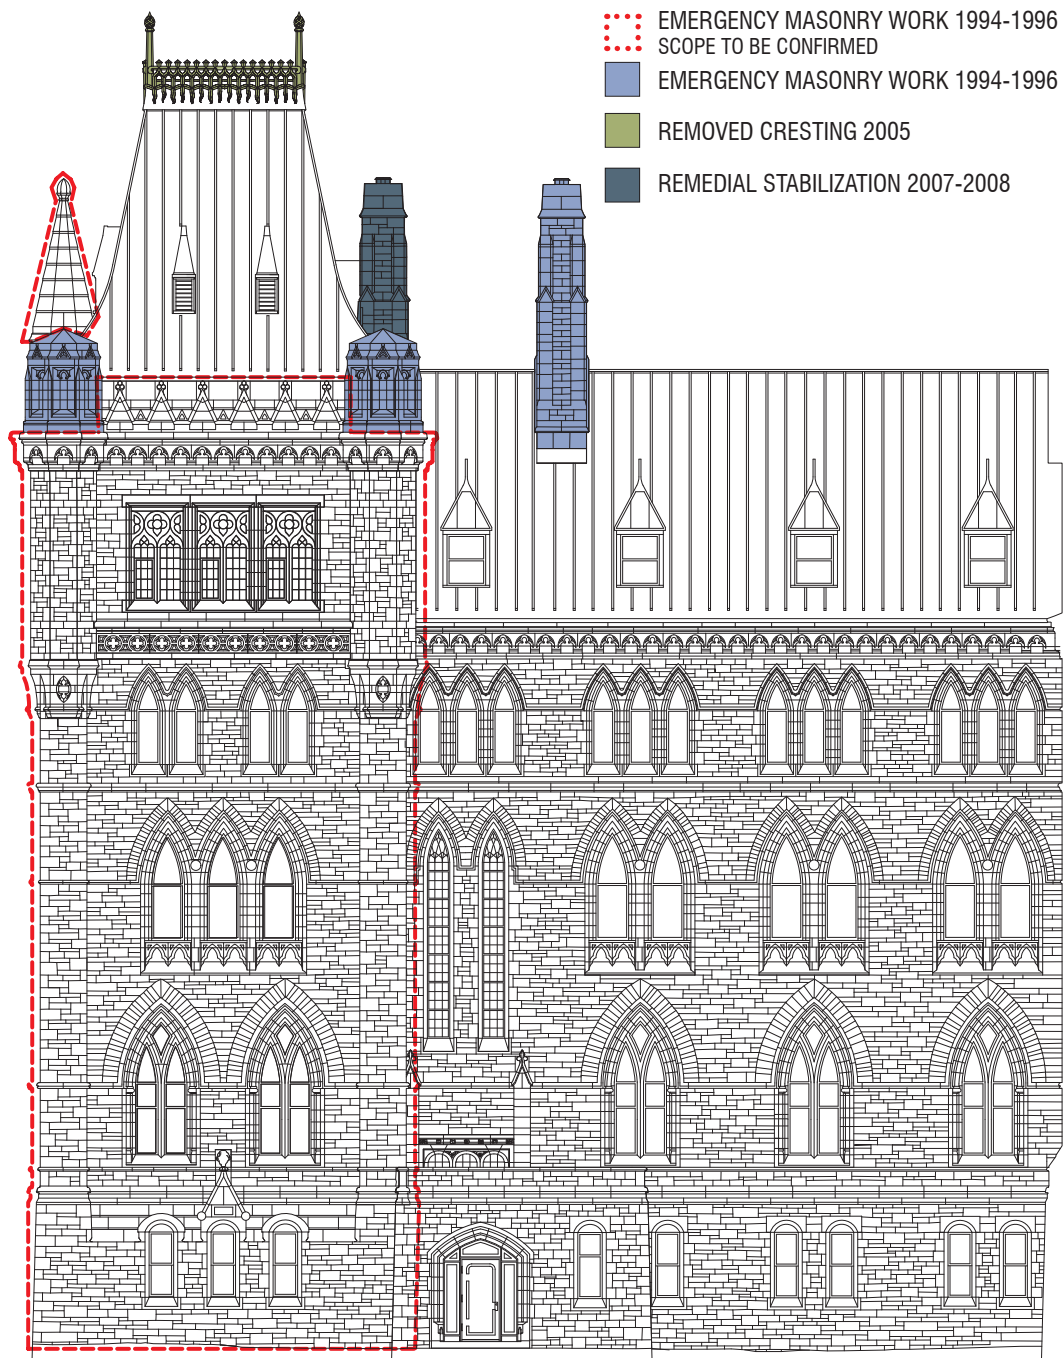 EMERGENCY MASONRY WORK 1994-1996
SCOPE TO BE CONFIRMED
EMERGENCY MASONRY WORK 1994-1996
REMOVED CRESTING 2005
REMEDIAL STABILIZATION 2007-2008